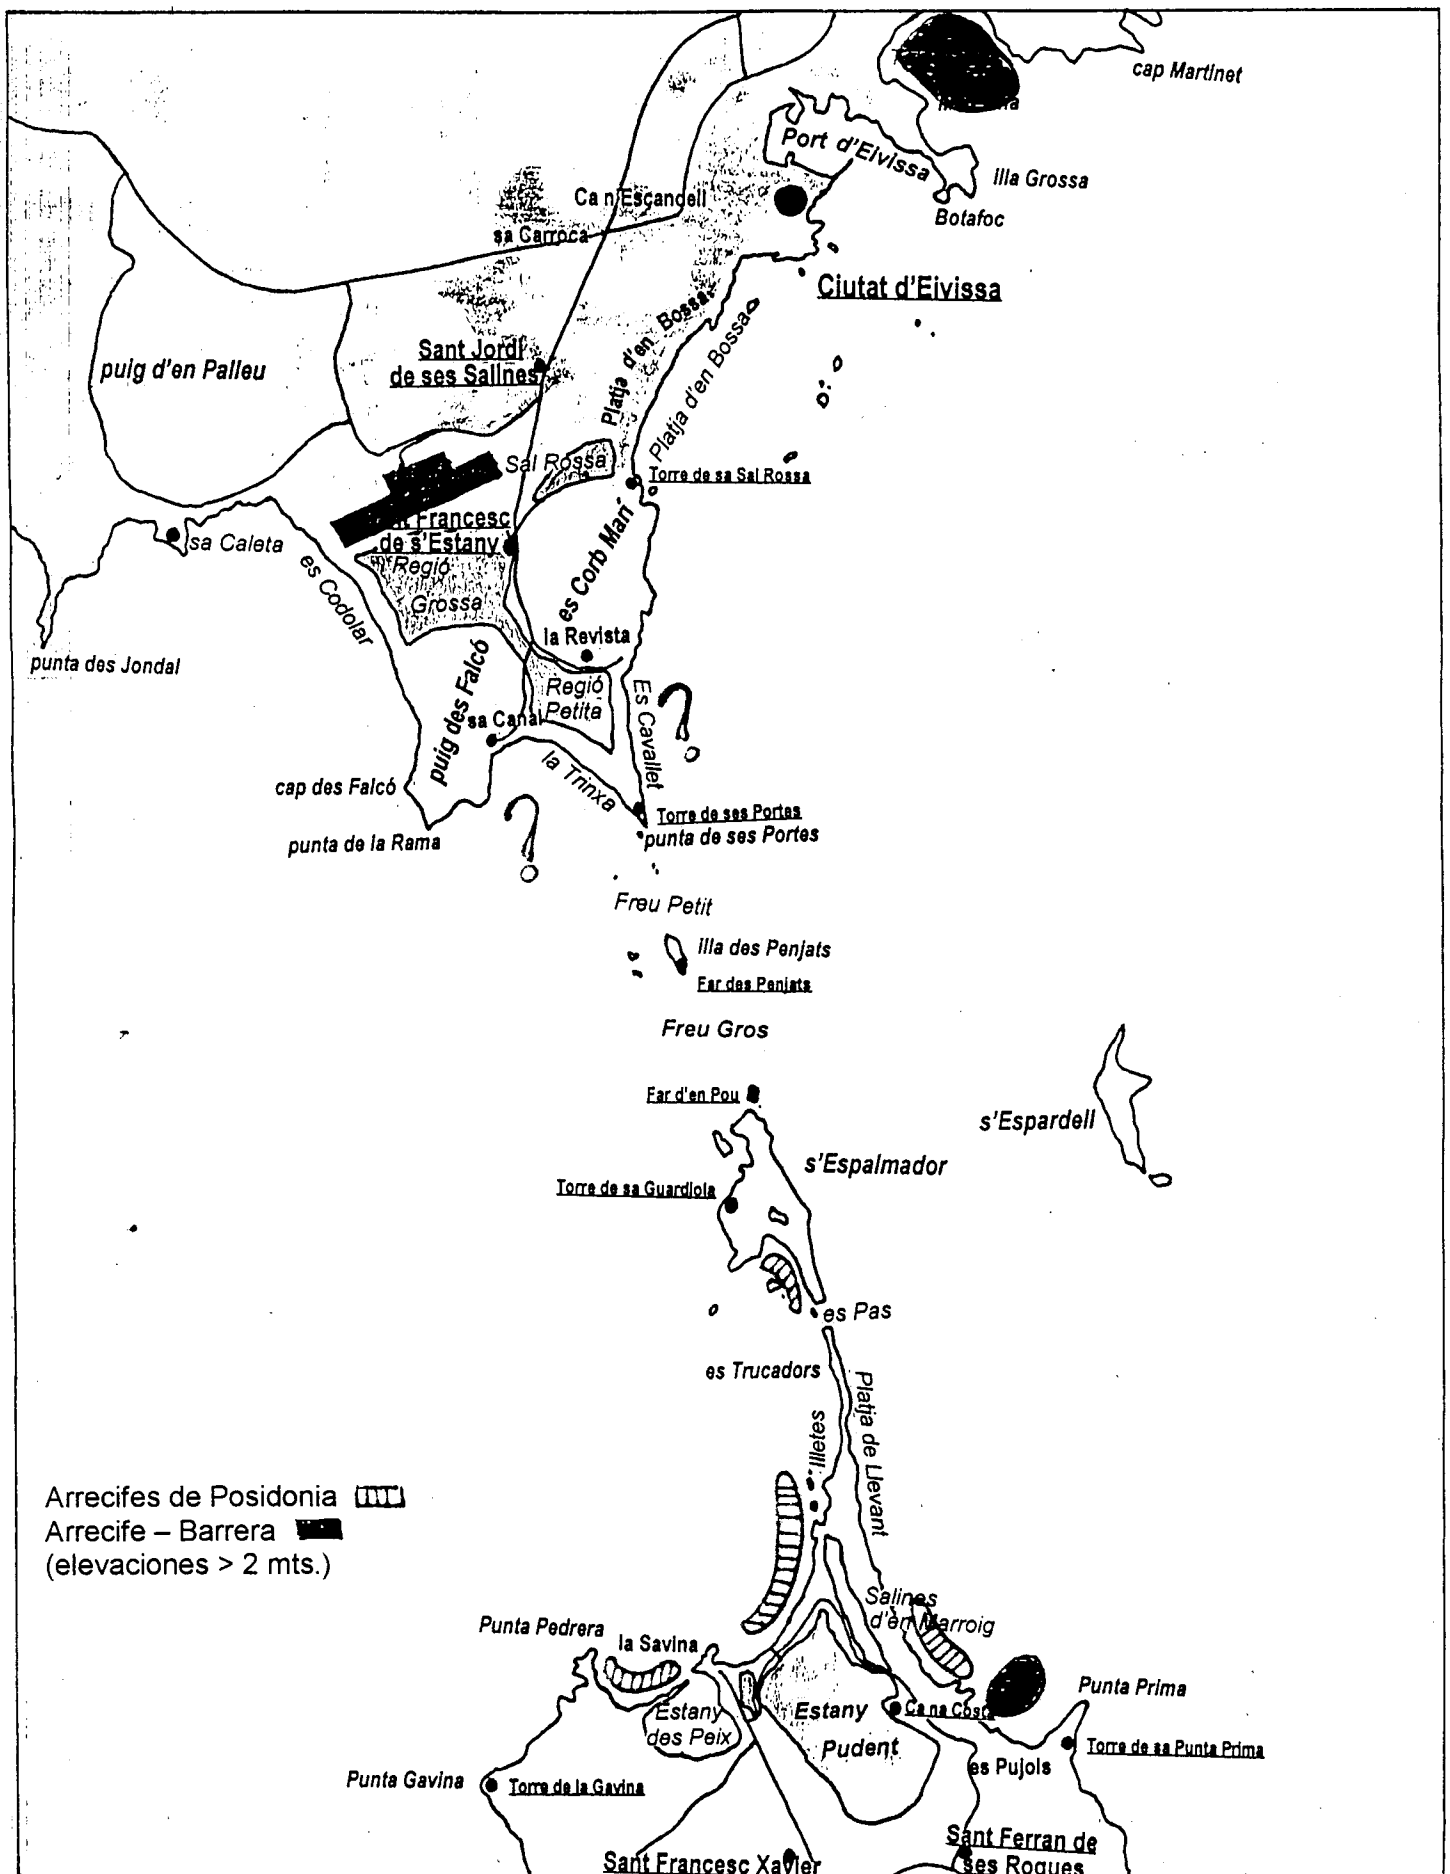 cap Martinet
Port d'Eivissa
illa Grossa
Botafoc
Ca n'Escandell
sa Carroca
Ciutat d'Eivissa
Platja d'en Bossa
Platja d'en Bossa
puig d'en Palleu
Sant Jordi
de ses Salines
Sal Rossa
Torre de sa Sal Rossa
Francesc
de s'Estany
sa Caleta
es Codolar
Regió
Grossa
es Corb Marí
la Revista
punta des Jondal
puig des Falcó
Regió
Petita
Es Cavallet
?
sa Canal
la Trinxa
cap des Falcó
Torre de ses Portes
punta de ses Portes
punta de la Rama
?
Freu Petit
illa des Penjats
Far des Penjats
Freu Gros
Far d'en Pou
s'Espardell
s'Espalmador
Torre de sa Guardiola
es Pas
es Trucadors
Platja de Llevant
Illetes
Arrecifes de Posidonia
Arrecife – Barrera
(elevaciones > 2 mts.)
Salines
d'en Marroig
Punta Pedrera
la Savina
Punta Prima
Estany
des Peix
Estany
Pudent
Ca na Costa
Torre de sa Punta Prima
es Pujols
Punta Gavina
Torre de la Gavina
Sant Ferran de
ses Roques
Sant Francesc Xavier